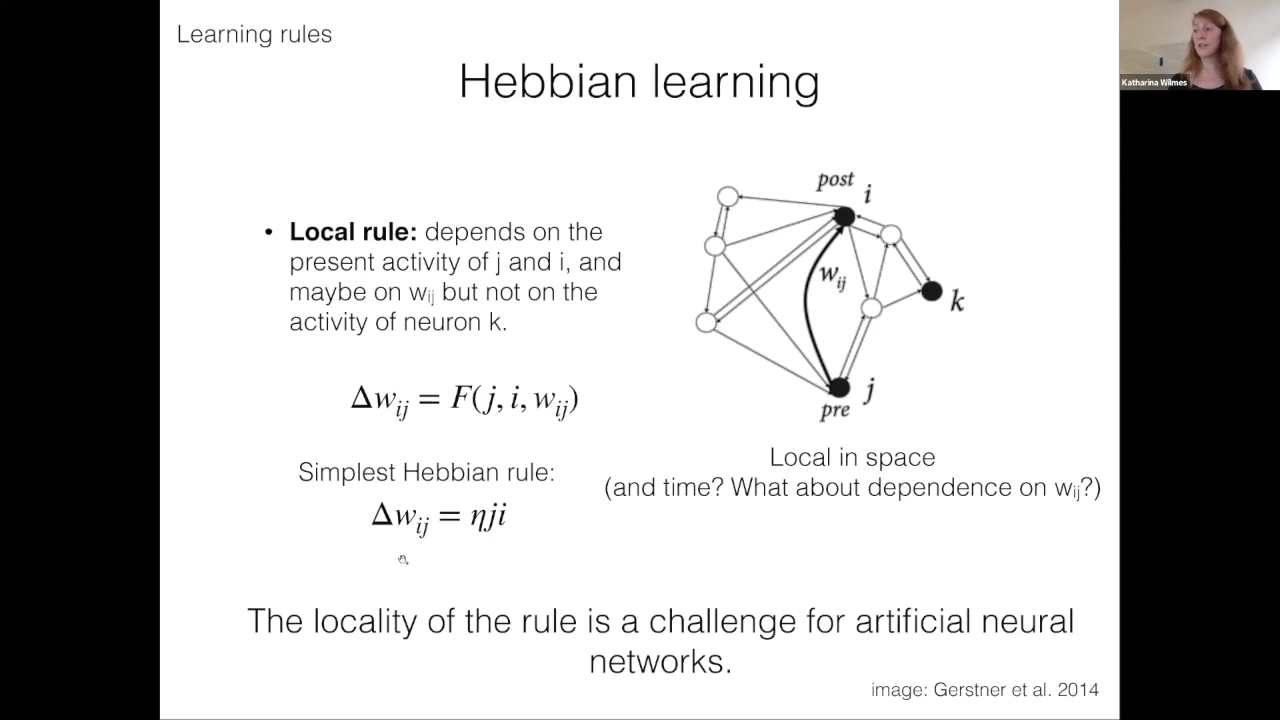 Learning rules
Katharina Wilmes
Hebbian learning
• Local rule: depends on the
present activity of j and i, and
maybe on wij but not on the
activity of neuron k.
Δwij = F(j, i, wij)
Simplest Hebbian rule:
Δwij = ηji
post
i
wij
k
j
pre
Local in space
(and time? What about dependence on wij?)
The locality of the rule is a challenge for artificial neural
networks.
image: Gerstner et al. 2014